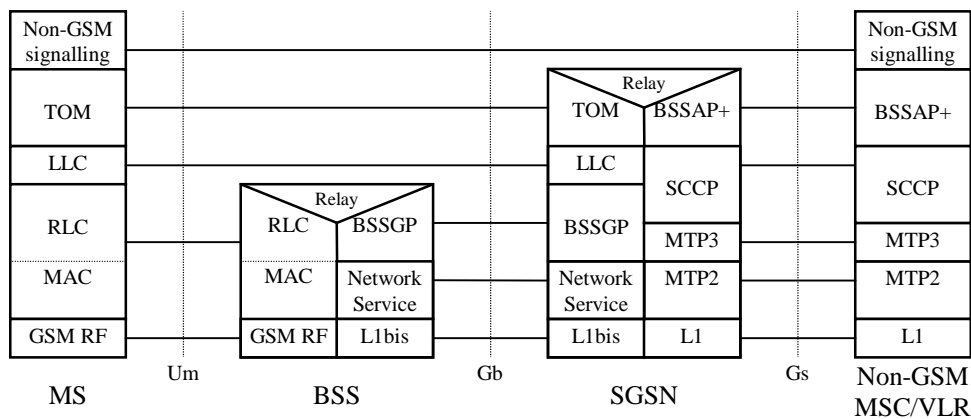 Non-GSM
signalling
Non-GSM
signalling
Relay
TOM
TOM
BSSAP+
BSSAP+
LLC
LLC
SCCP
SCCP
Relay
RLC
RLC
BSSGP
BSSGP
MTP3
MTP3
MAC
MAC
Network
Service
Network
Service
MTP2
MTP2
GSM RF
GSM RF
L1bis
L1bis
L1
L1
Um
Gb
Gs
MS
BSS
SGSN
Non-GSM
MSC/VLR